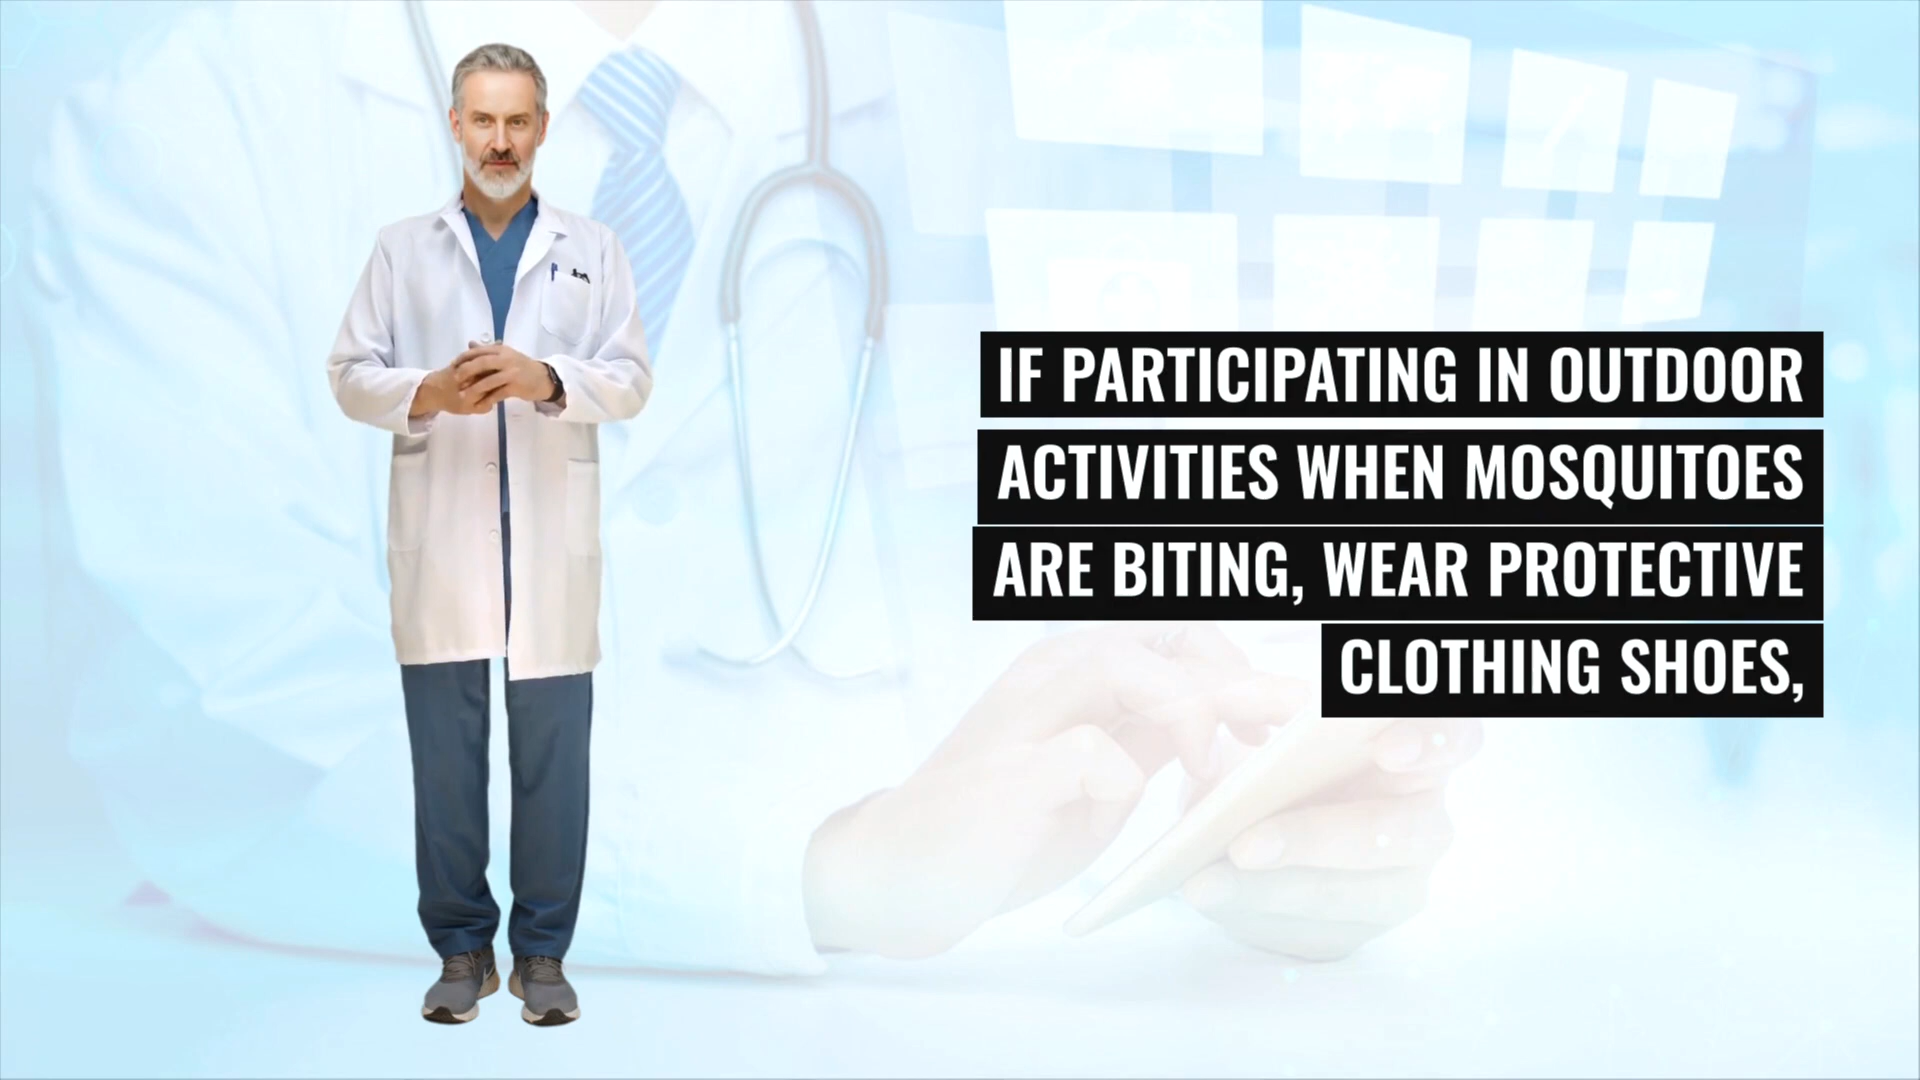 IF PARTICIPATING IN OUTDOOR
ACTIVITIES WHEN MOSQUITOES
ARE BITING, WEAR PROTECTIVE
CLOTHING SHOES,